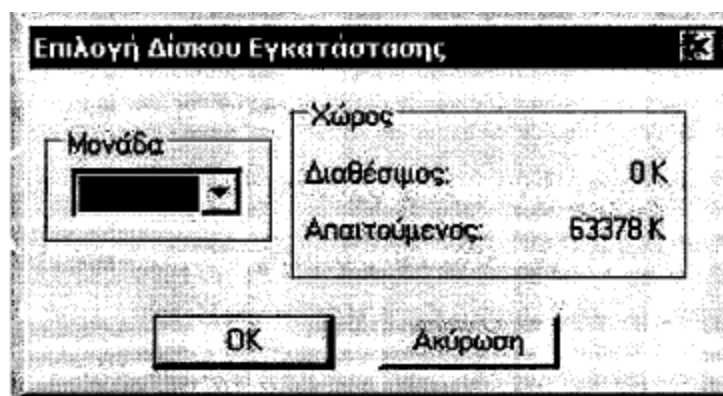 Επιλογή Δίσκου Εγκατάστασης
Μονάδα
Χώρος
Διαθέσιμος: 0 K
Απαιτούμενος: 63378 K
OK
Ακύρωση